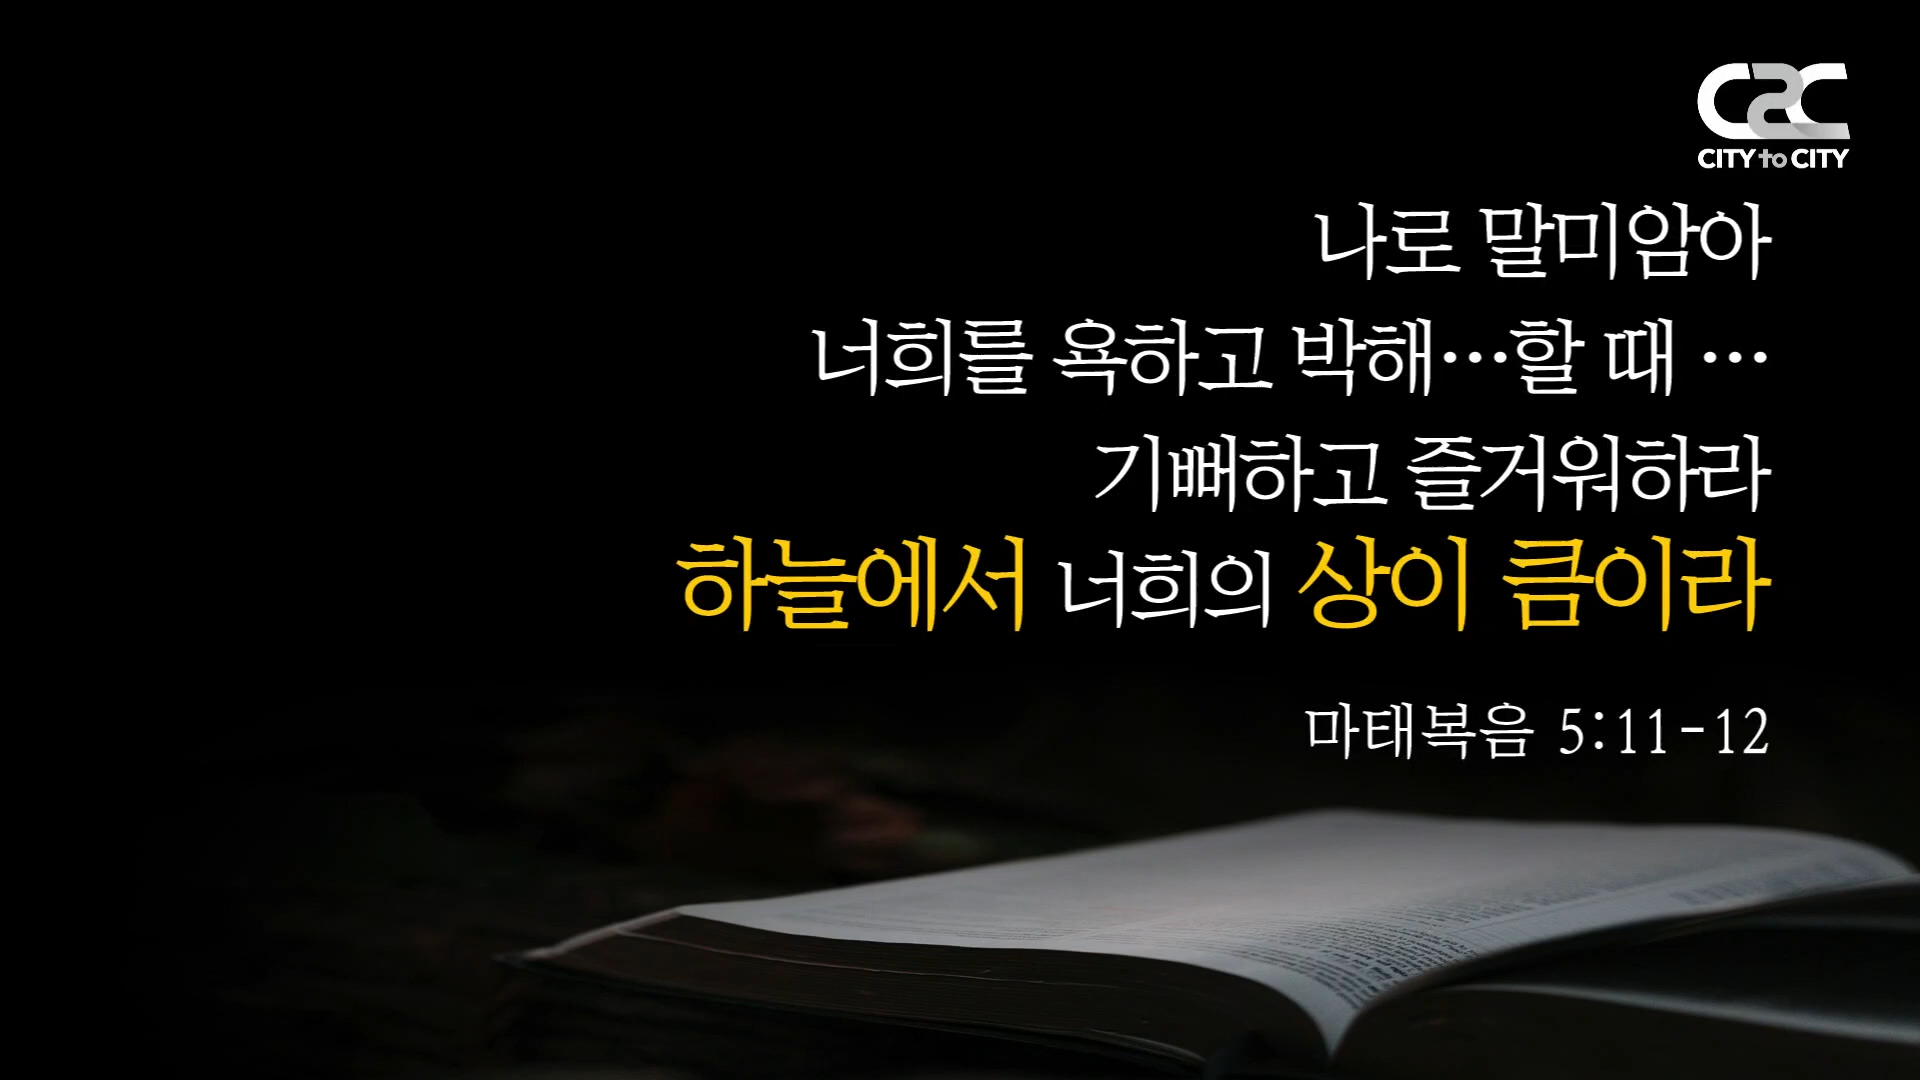 C2C
CITY to CITY
나로 말미암아
너희를 욕하고 박해…할 때 …
기뻐하고 즐거워하라
하늘에서 너희의 상이 큼이라
마태복음 5:11-12